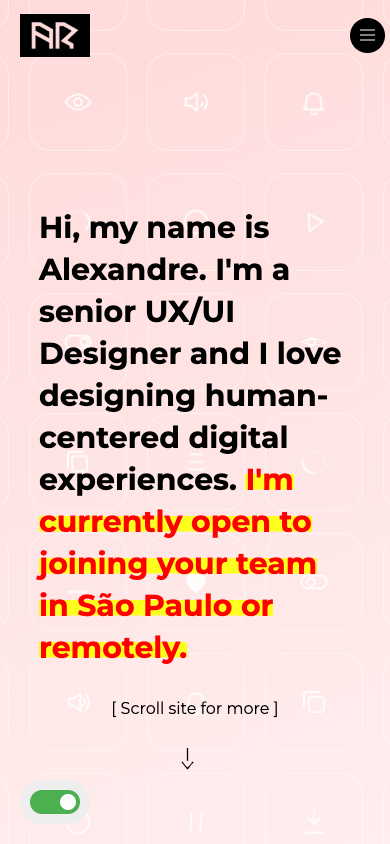 AR
Hi, my name is
Alexandre. I'm a
senior UX/UI
Designer and I love
designing human-
centered digital
experiences. I'm
currently open to
joining your team
in São Paulo or
remotely.
[ Scroll site for more ]